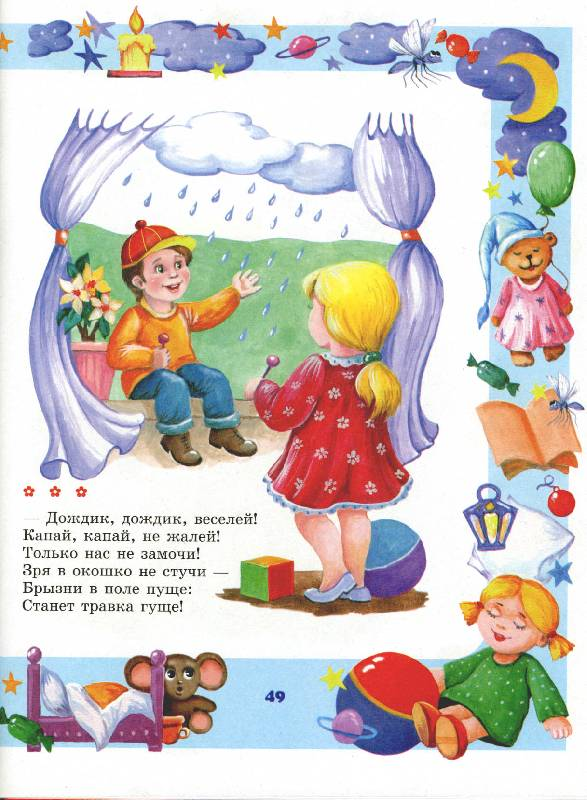 — Дождик, дождик, веселей!
Капай, капай, не жалей!
Только нас не замочи!
Зря в окошко не стучи —
Брызни в поле пуще:
Станет травка гуще!
49